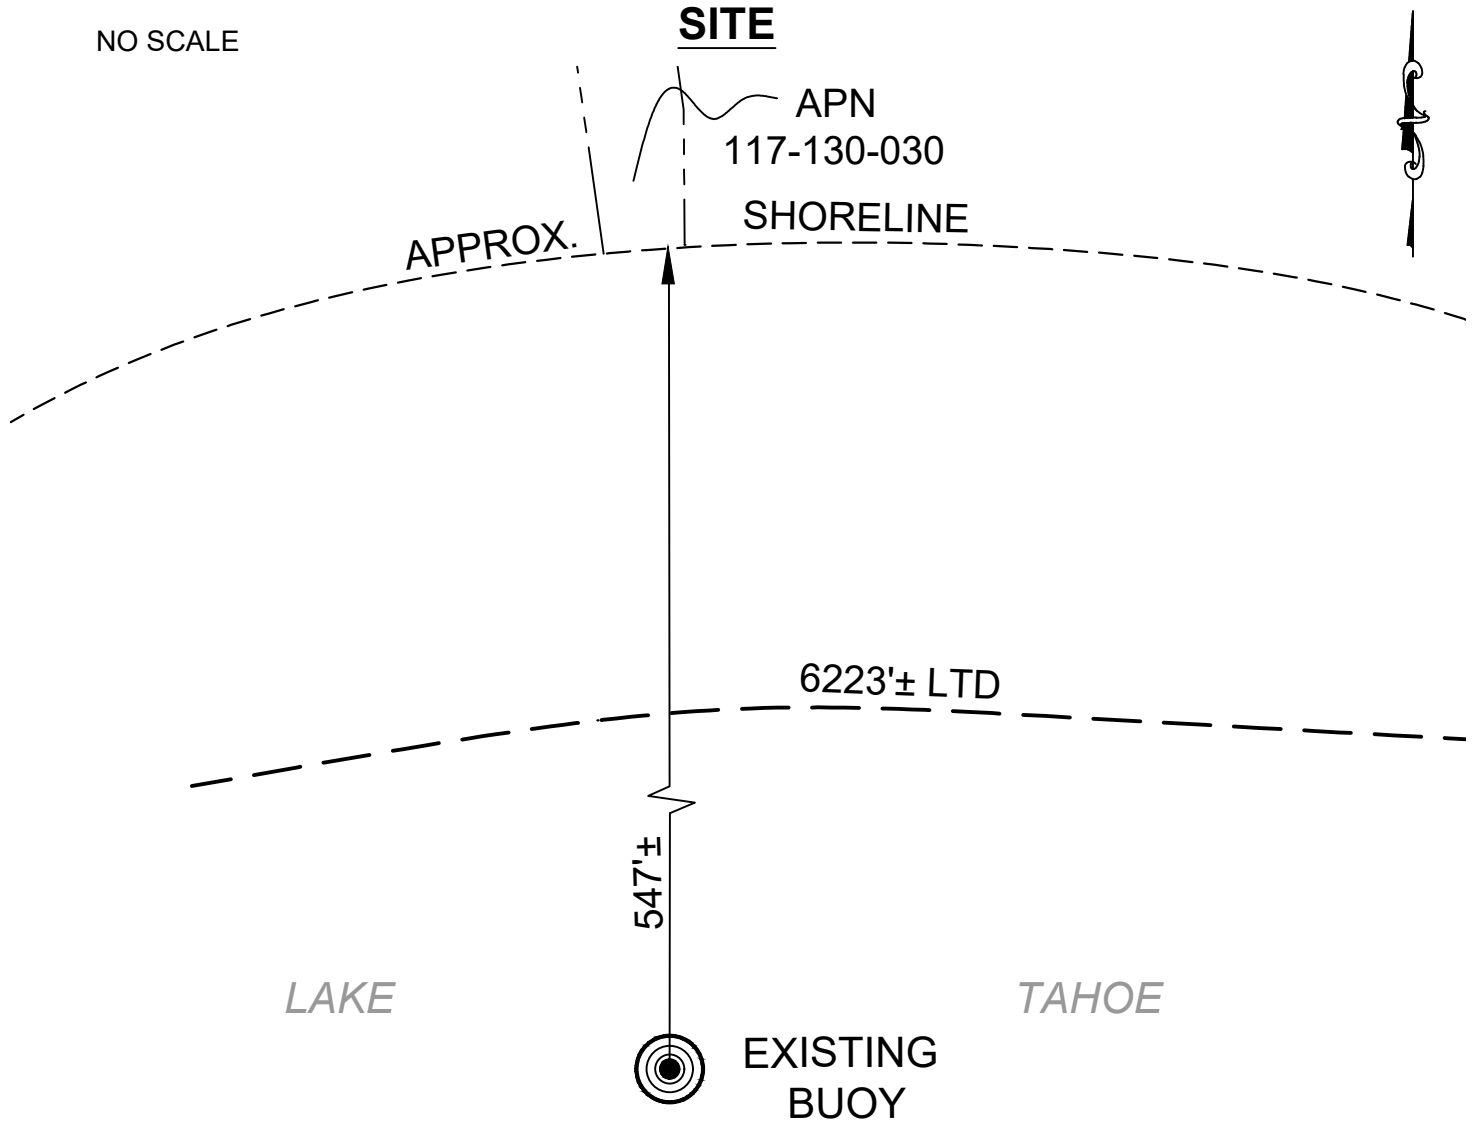 NO SCALE
SITE
APN
117-130-030
APPROX. SHORELINE
6223'± LTD
547'±
LAKE TAHOE
EXISTING
BUOY